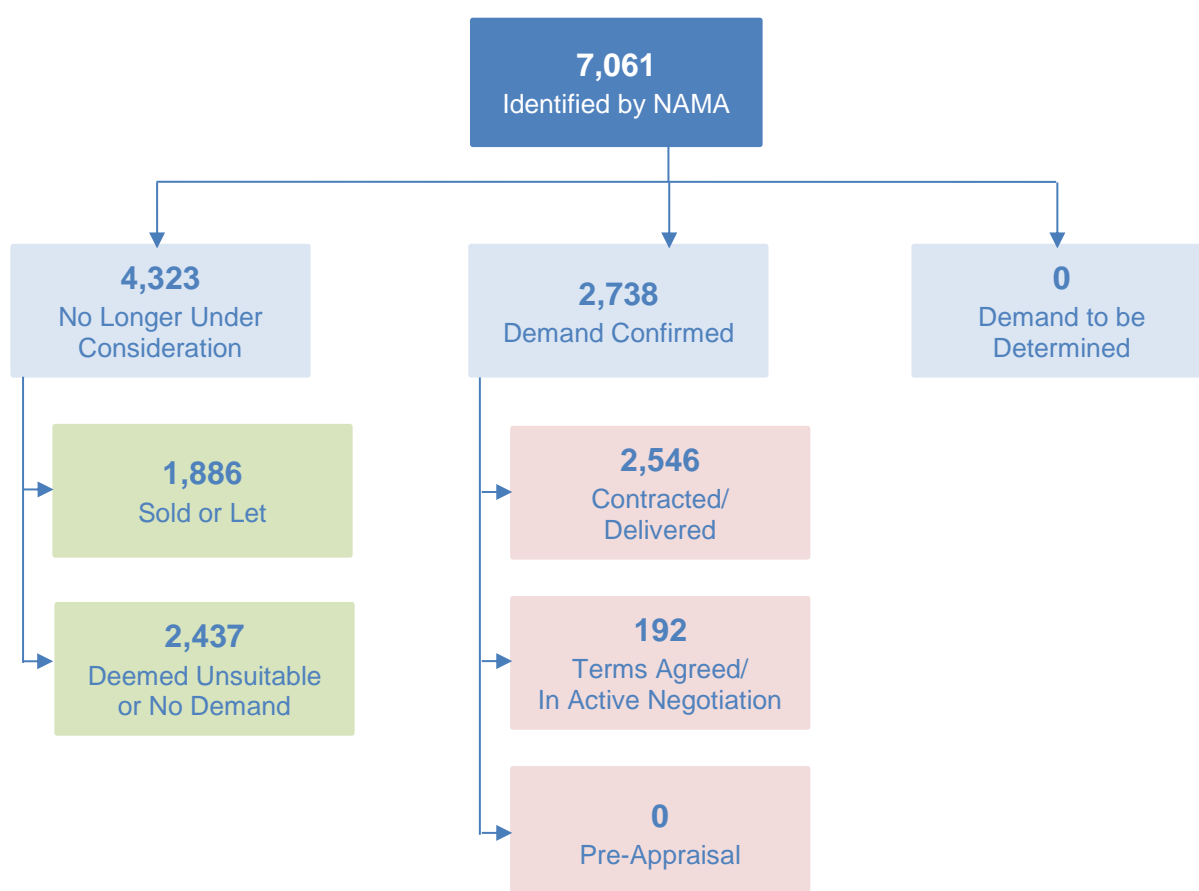 7,061
Identified by NAMA
4,323
No Longer Under
Consideration
2,738
Demand Confirmed
0
Demand to be
Determined
1,886
Sold or Let
2,437
Deemed Unsuitable
or No Demand
2,546
Contracted/
Delivered
192
Terms Agreed/
In Active Negotiation
0
Pre-Appraisal